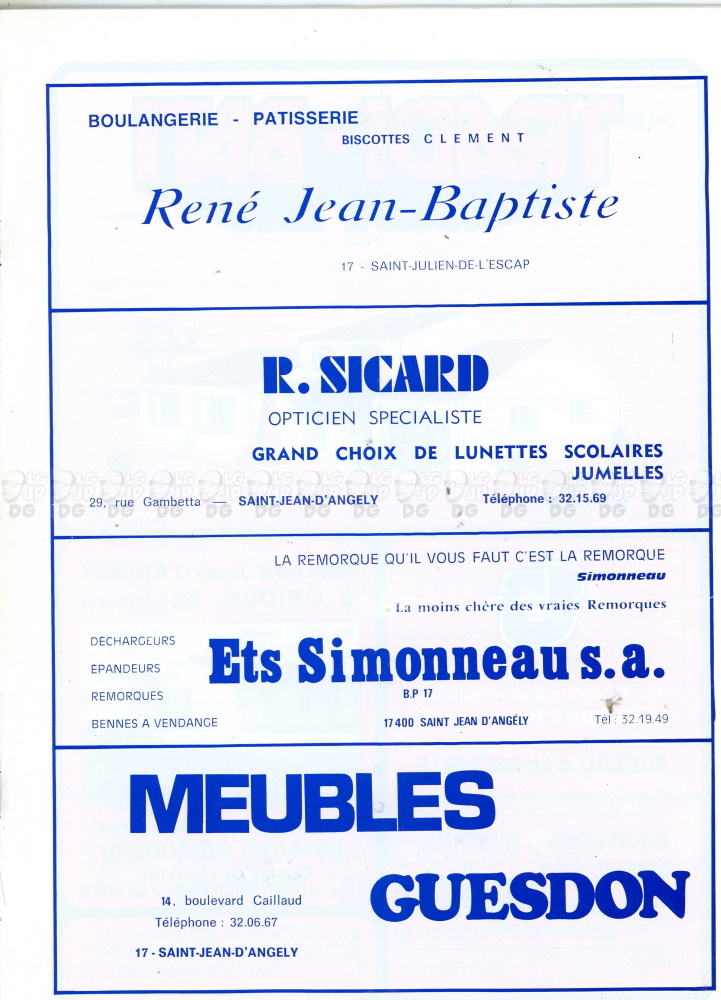 BOULANGERIE - PATISSERIE
BISCOTTES CLEMENT
René Jean-Baptiste
17 - SAINT-JULIEN-DE-L'ESCAP
R. SICARD
OPTICIEN SPECIALISTE
GRAND CHOIX DE LUNETTES SCOLAIRES
JUMELLES
29, rue Gambetta — SAINT-JEAN-D'ANGELY Téléphone : 32.15.69
LA REMORQUE QU'IL VOUS FAUT C'EST LA REMORQUE
Simonneau
La moins chère des vraies Remorques
DÉCHARGEURS
ÉPANDEURS
REMORQUES
BENNES A VENDANGE
Ets Simonneau s.a.
B.P 17
17400 SAINT JEAN D'ANGÉLY Tél : 32.19.49
MEUBLES
GUESDON
14, boulevard Caillaud
Téléphone : 32.06.67
17 - SAINT-JEAN-D'ANGELY